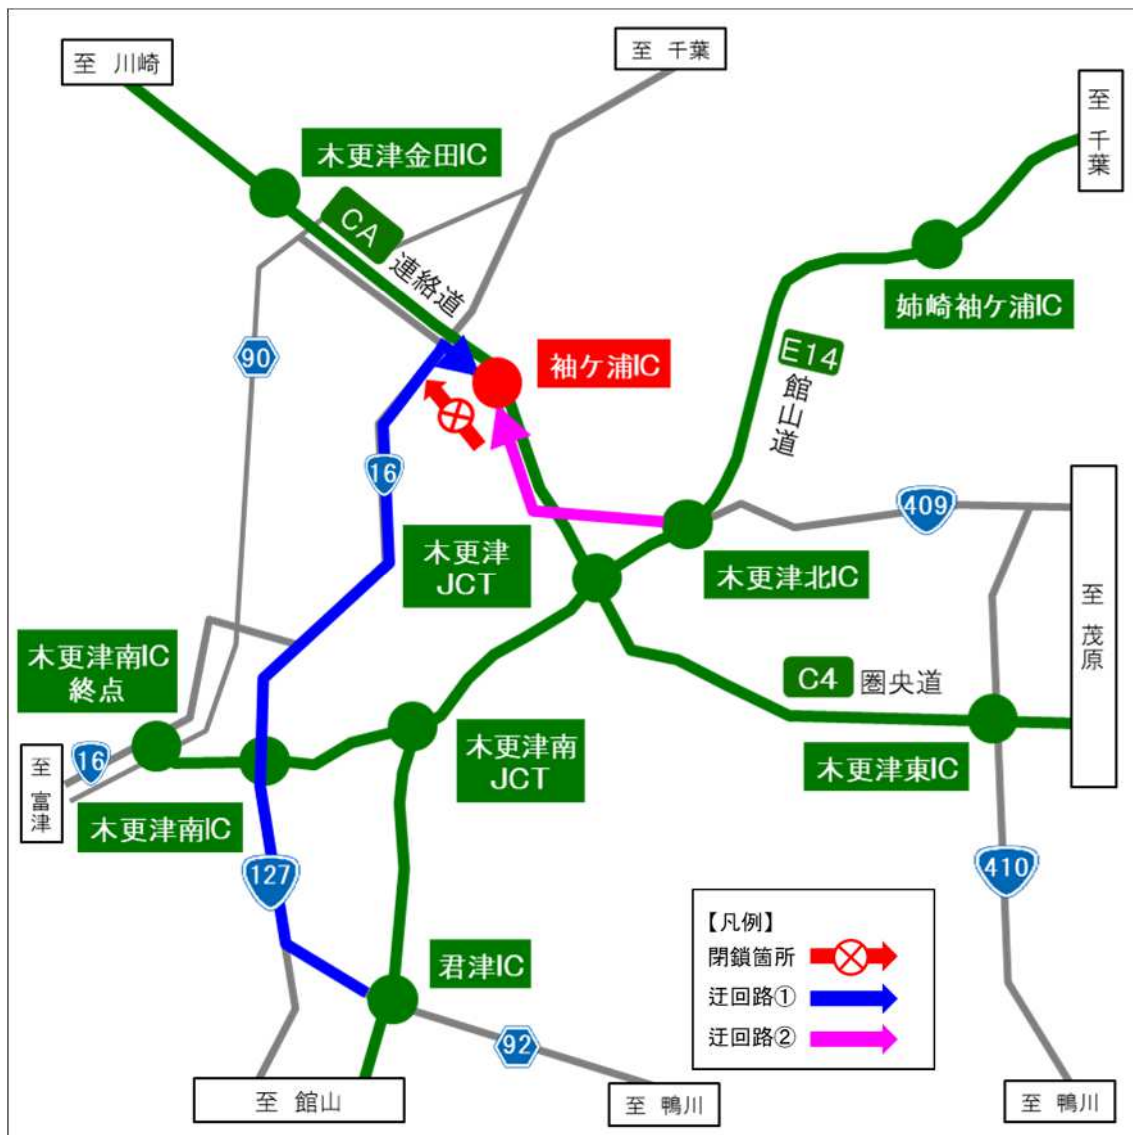 至 川崎
至 千葉
至 千葉
木更津金田IC
CA
連絡道
姉崎袖ケ浦IC
90
袖ケ浦IC
E14
館山道
16
409
木更津
JCT
木更津北IC
至 茂原
木更津南IC
終点
C4
圏央道
16
至 富津
木更津南
JCT
木更津東IC
木更津南IC
127
410
【凡例】
閉鎖箇所
迂回路①
迂回路②
君津IC
92
至 館山
至 鴨川
至 鴨川